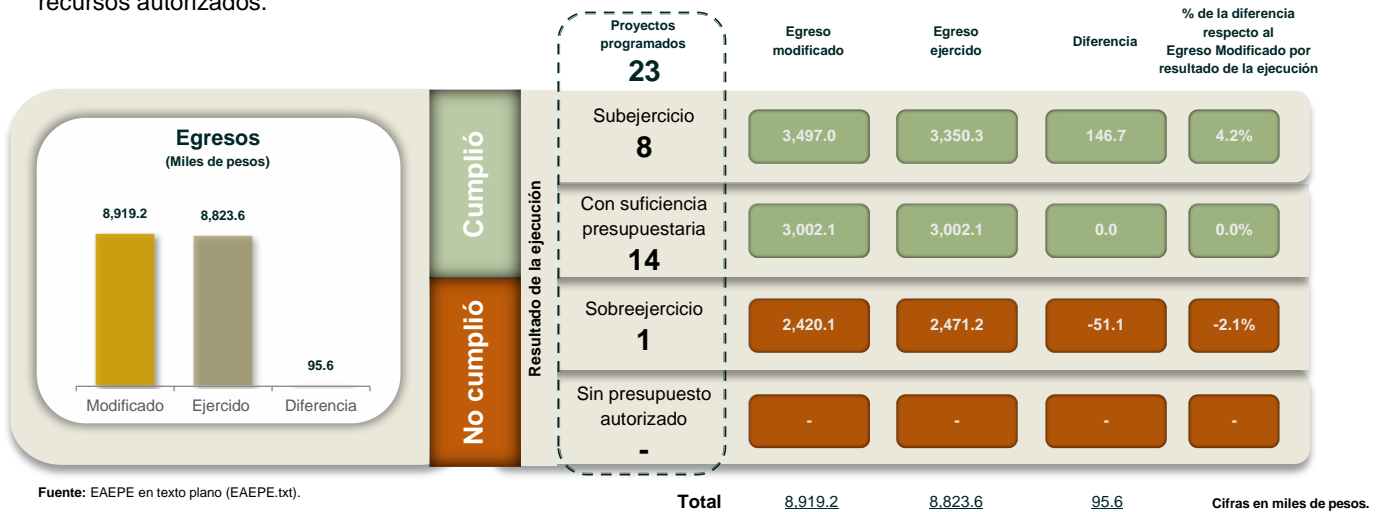 recursos autorizados.
Proyectos
programados
23
Egreso
modificado
Egreso
ejercido
Diferencia
% de la diferencia
respecto al
Egreso Modificado por
resultado de la ejecución
Egresos
(Miles de pesos)
8,919.2
8,823.6
95.6
Modificado
Ejercido
Diferencia
Cumplió
No cumplió
Resultado de la ejecución
Subejercicio
8
3,497.0
3,350.3
146.7
4.2%
Con suficiencia
presupuestaria
14
3,002.1
3,002.1
0.0
0.0%
Sobreejercicio
1
2,420.1
2,471.2
-51.1
-2.1%
Sin presupuesto
autorizado
-
-
-
-
-
Fuente: EAEPE en texto plano (EAEPE.txt).
Total
8,919.2
8,823.6
95.6
Cifras en miles de pesos.